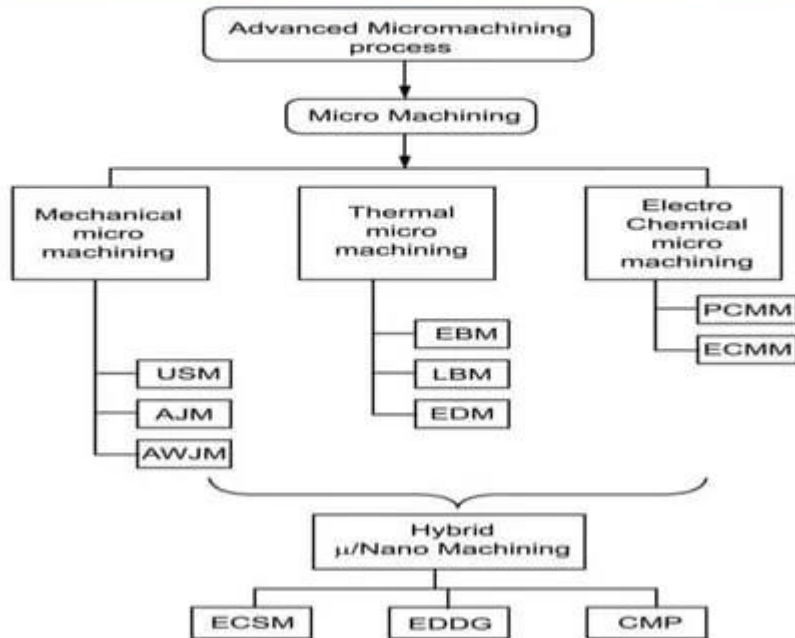 Advanced Micromachining
process
Micro Machining
Mechanical
micro
machining
Thermal
micro
machining
Electro
Chemical
micro
machining
USM
AJM
AWJM
EBM
LBM
EDM
PCMM
ECMM
Hybrid
μ/Nano Machining
ECSM
EDDG
CMP